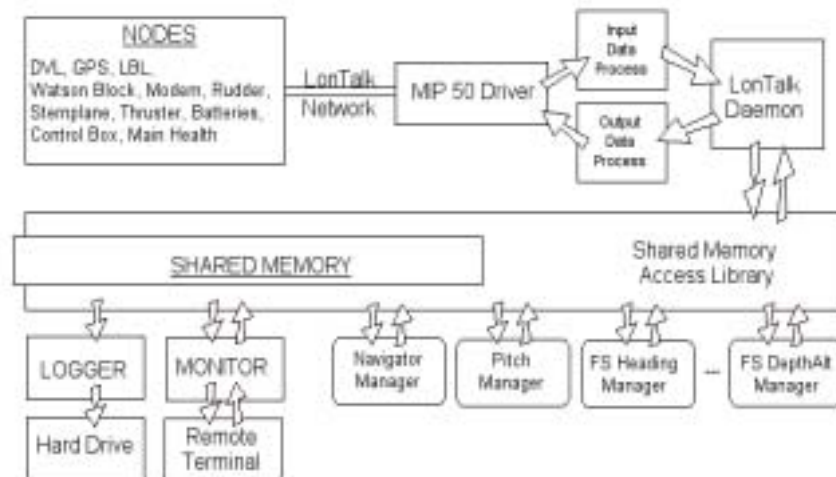 NODES
DVL, GPS, LBL,
Watson Block, Modem, Rudder,
Sternplane, Thruster, Batteries,
Control Box, Main Health
LonTalk
Network
MIP 50 Driver
Input
Data
Process
Output
Data
Process
LonTalk
Daemon
SHARED MEMORY
Shared Memory
Access Library
LOGGER
MONITOR
Navigator
Manager
Pitch
Manager
FS Heading
Manager
...
FS DepthAlt
Manager
Hard Drive
Remote
Terminal